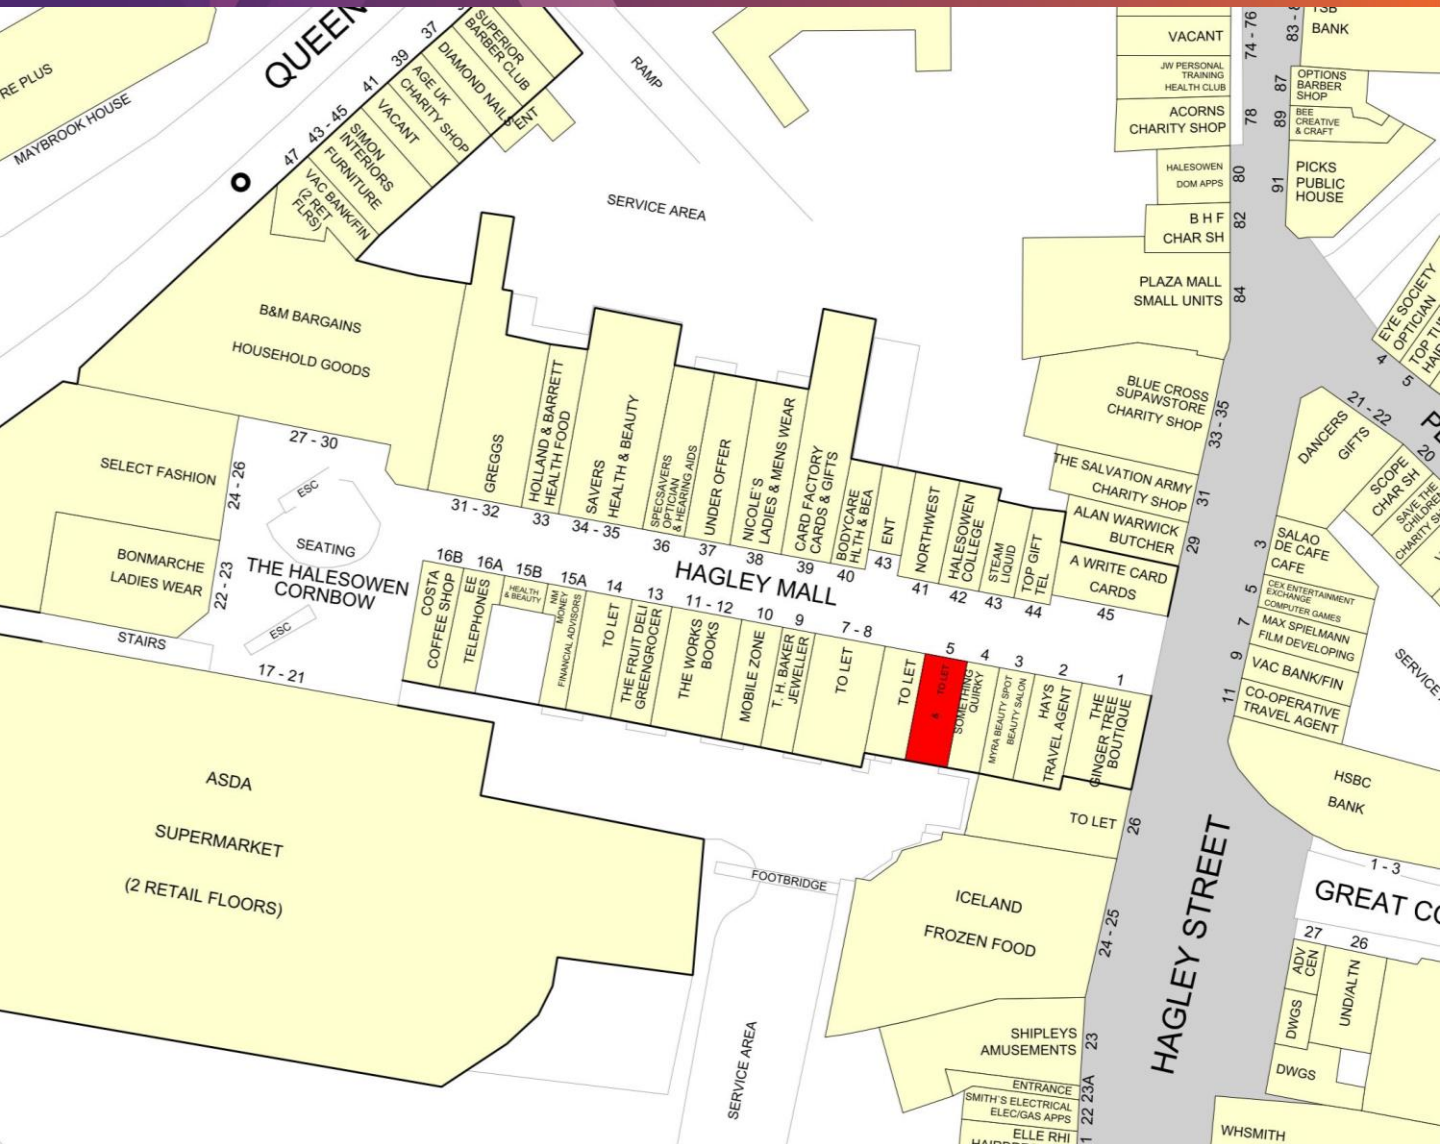 RE PLUS
MAYBROOK HOUSE
QUEEN
37
39
41
43 - 45
47
SUPERIOR
BARBER CLUB
DIAMOND NAILS
ENT
AGE UK
CHARITY SHOP
VACANT
SIMON
INTERIORS
FURNITURE
VAC BANK/FIN
(2 RET
FLRS)
RAMP
SERVICE AREA
VACANT
74 - 76
JW PERSONAL
TRAINING
HEALTH CLUB
ACORNS
CHARITY SHOP
78
HALESOWEN
DOM APPS
80
B H F
CHAR SH
82
PLAZA MALL
SMALL UNITS
84
BANK
OPTIONS
BARBER
SHOP
87
BEE
CREATIVE
& CRAFT
89
PICKS
PUBLIC
HOUSE
91
EYE SOCIETY
OPTICIAN
4
5
B&M BARGAINS
HOUSEHOLD GOODS
27 - 30
SELECT FASHION
24 - 26
BONMARCHE
LADIES WEAR
22 - 23
ESC
SEATING
THE HALESOWEN
CORNBOW
ESC
STAIRS
17 - 21
GREGGS
31 - 32
HOLLAND & BARRETT
HEALTH FOOD
33
SAVERS
HEALTH & BEAUTY
34 - 35
SPECSAVERS
OPTICIAN
& HEARING AIDS
36
UNDER OFFER
37
NICOLE`S
LADIES & MENS WEAR
38
CARD FACTORY
CARDS & GIFTS
39
BODYCARE
HLTH & BEA
40
ENT
43
NORTHWEST
41
HALESOWEN
COLLEGE
42
STEAM
LIQUID
43
TOP GIFT
TEL
44
A WRITE CARD
CARDS
45
BLUE CROSS
SUPAWSTORE
CHARITY SHOP
33 - 35
THE SALVATION ARMY
CHARITY SHOP
31
ALAN WARWICK
BUTCHER
29
HAGLEY MALL
16B
COSTA
COFFEE SHOP
16A
EE
TELEPHONES
15B
HEALTH
& BEAUTY
15A
NM
MONEY
FINANCIAL ADVISORS
14
TO LET
13
THE FRUIT DELI
GREENGROCER
11 - 12
THE WORKS
BOOKS
10
MOBILE ZONE
9
T. H. BAKER
JEWELLER
7 - 8
TO LET
TO LET
5
& TO LET
4
SOMETHING
QUIRKY
3
MYRA BEAUTY SPOT
BEAUTY SALON
2
HAYS
TRAVEL AGENT
1
THE
GINGER TREE
BOUTIQUE
DANCERS
GIFTS
21 - 22
20
SCOPE
CHAR SH
SAVE THE
SALAO
DE CAFE
CAFE
3
CEX ENTERTAINMENT
EXCHANGE
COMPUTER GAMES
5
MAX SPIELMANN
FILM DEVELOPING
7
VAC BANK/FIN
9
CO-OPERATIVE
TRAVEL AGENT
11
HSBC
BANK
1 - 3
GREAT CO
27
26
ADV
CEN
DWGS
UND/ALTN
DWGS
WHSMITH
HAGLEY STREET
TO LET
26
ICELAND
FROZEN FOOD
24 - 25
SHIPLEYS
AMUSEMENTS
23
ENTRANCE
23A
SMITH`S ELECTRICAL
ELEC/GAS APPS
22
ELLE RHI
ASDA
SUPERMARKET
(2 RETAIL FLOORS)
FOOTBRIDGE
SERVICE AREA